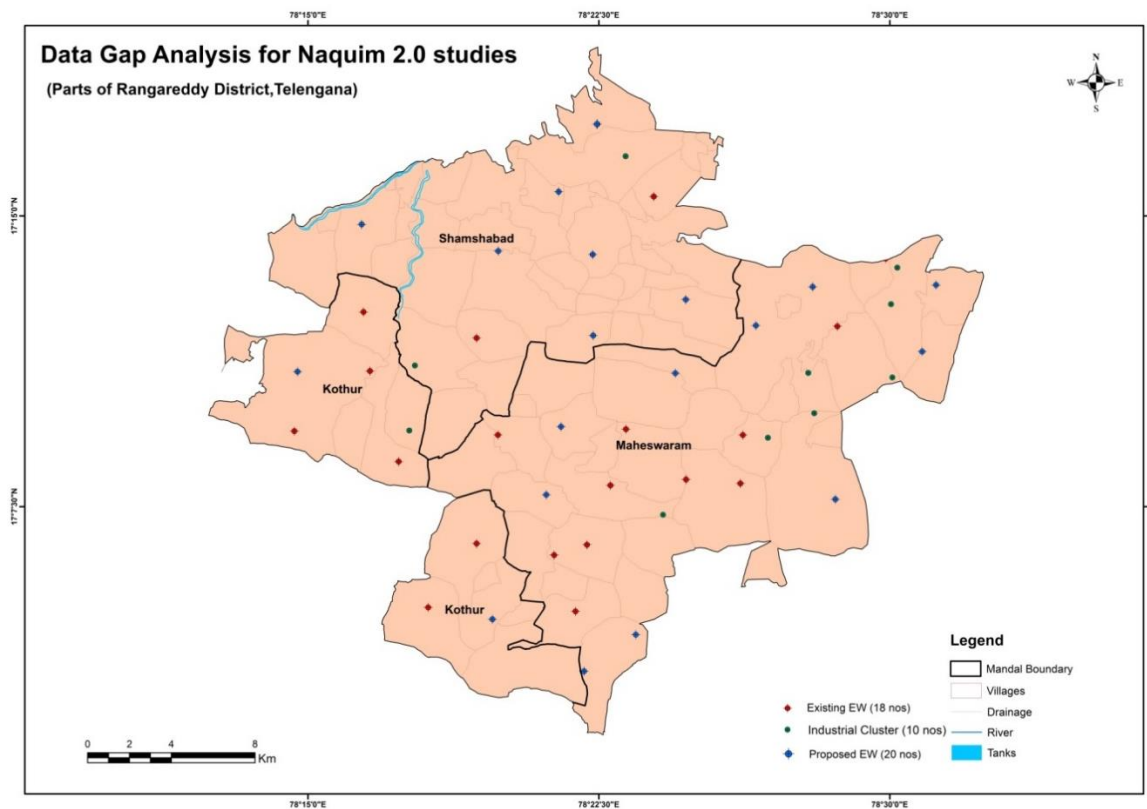 78°15'0"E
78°22'30"E
78°30'0"E
Data Gap Analysis for Naquim 2.0 studies
(Parts of Rangareddy District,Telengana)
N
W
E
S
17°15'0"N
Shamshabad
Kothur
Maheswaram
17°7'30"N
Kothur
Legend
Mandal Boundary
Villages
Drainage
River
Tanks
Existing EW (18 nos)
Industrial Cluster (10 nos)
Proposed EW (20 nos)
0 2 4 8
Km
78°15'0"E
78°22'30"E
78°30'0"E